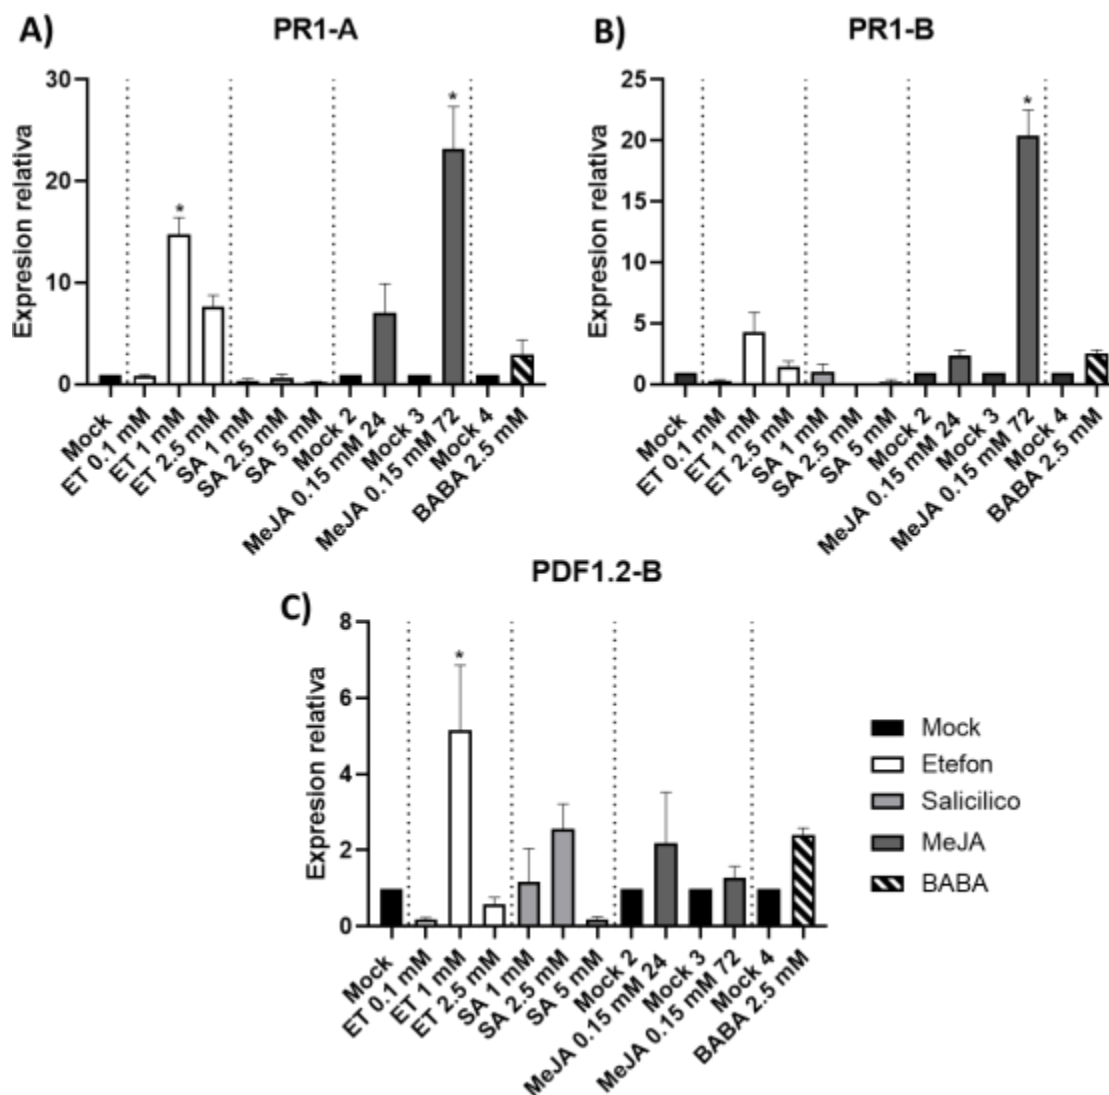 A)
PR1-A
Expresion relativa
30
20
10
0
Mock
ET 0.1 mM
ET 1 mM
ET 2.5 mM
SA 1 mM
SA 2.5 mM
SA 5 mM
Mock 2
MeJA 0.15 mM 24
Mock 3
MeJA 0.15 mM 72
Mock 4
BABA 2.5 mM
*
*
B)
PR1-B
Expresion relativa
25
20
15
10
5
0
Mock
ET 0.1 mM
ET 1 mM
ET 2.5 mM
SA 1 mM
SA 2.5 mM
SA 5 mM
Mock 2
MeJA 0.15 mM 24
Mock 3
MeJA 0.15 mM 72
Mock 4
BABA 2.5 mM
*
C)
PDF1.2-B
Expresion relativa
8
6
4
2
0
Mock
ET 0.1 mM
ET 1 mM
ET 2.5 mM
SA 1 mM
SA 2.5 mM
SA 5 mM
Mock 2
MeJA 0.15 mM 24
Mock 3
MeJA 0.15 mM 72
Mock 4
BABA 2.5 mM
*
Mock
Etefon
Salicilico
MeJA
BABA